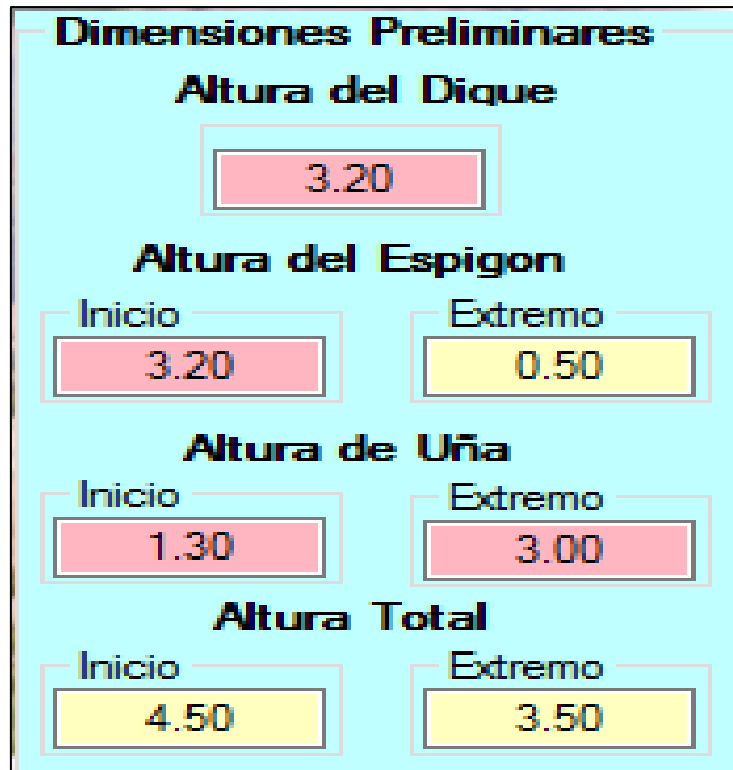 Dimensiones Preliminares
Altura del Dique
3.20
Altura del Espigon
Inicio Extremo
3.20 0.50
Altura de Uña
Inicio Extremo
1.30 3.00
Altura Total
Inicio Extremo
4.50 3.50